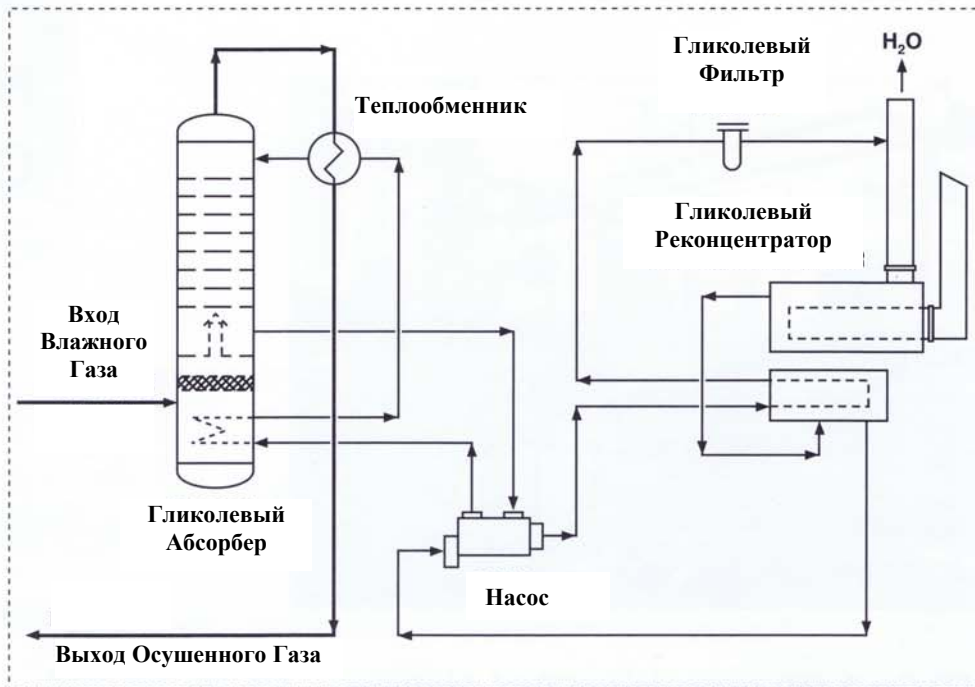 Гликолевый
Фильтр
H₂O
Теплообменник
Гликолевый
Реконцентратор
Вход
Влажного
Газа
Гликолевый
Абсорбер
Насос
Выход Осушенного Газа